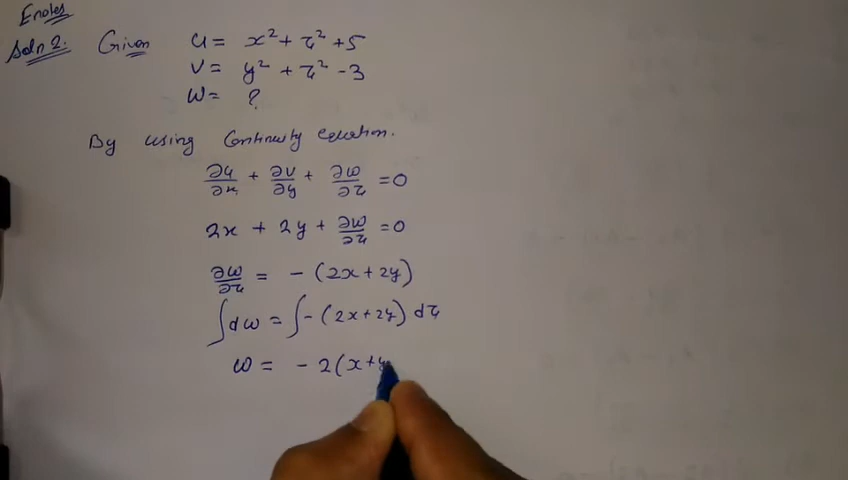 Enotes
Soln 2. Given u = x² + z² + 5
v = y² + z² - 3
w = ?
By using Continuity equation.
∂u/∂x + ∂v/∂y + ∂w/∂z = 0
2x + 2y + ∂w/∂z = 0
∂w/∂z = - (2x + 2y)
∫dw = ∫-(2x + 2y) dz
w = - 2(x + y